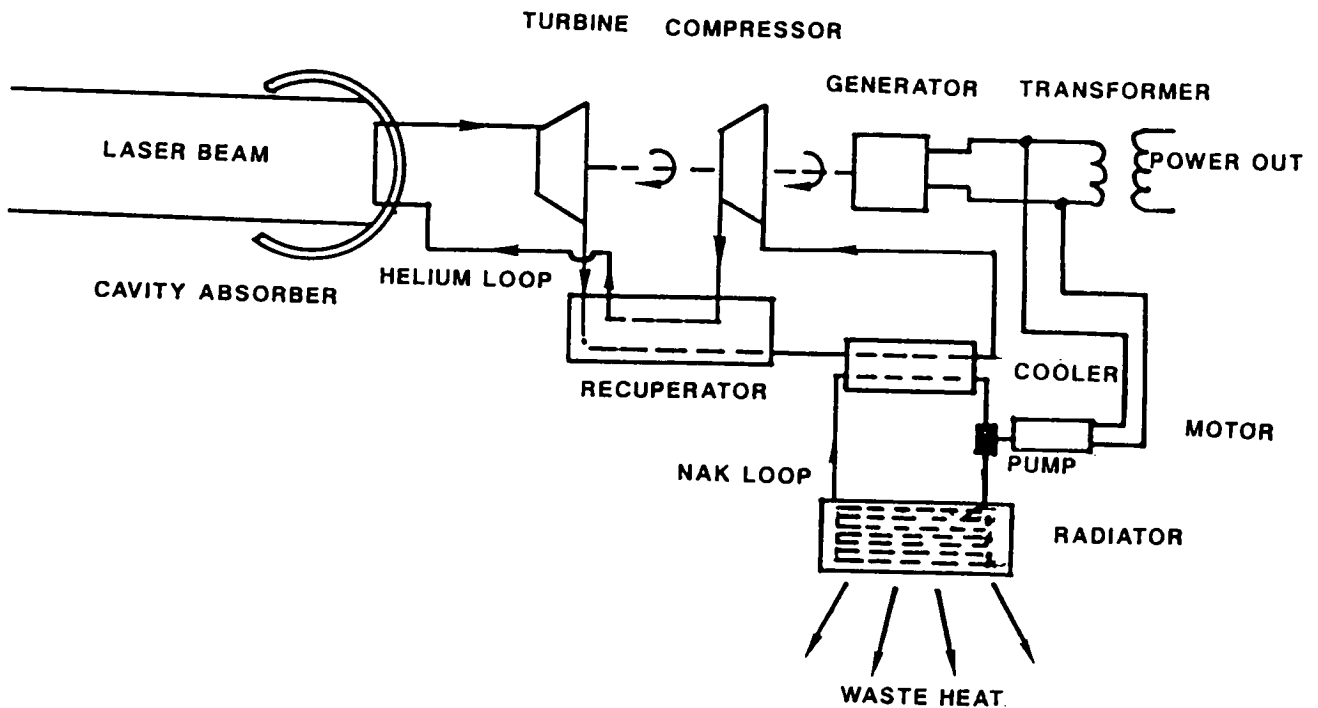 TURBINE COMPRESSOR
GENERATOR TRANSFORMER
LASER BEAM
POWER OUT
CAVITY ABSORBER
HELIUM LOOP
RECUPERATOR
COOLER
MOTOR
PUMP
NAK LOOP
RADIATOR
WASTE HEAT